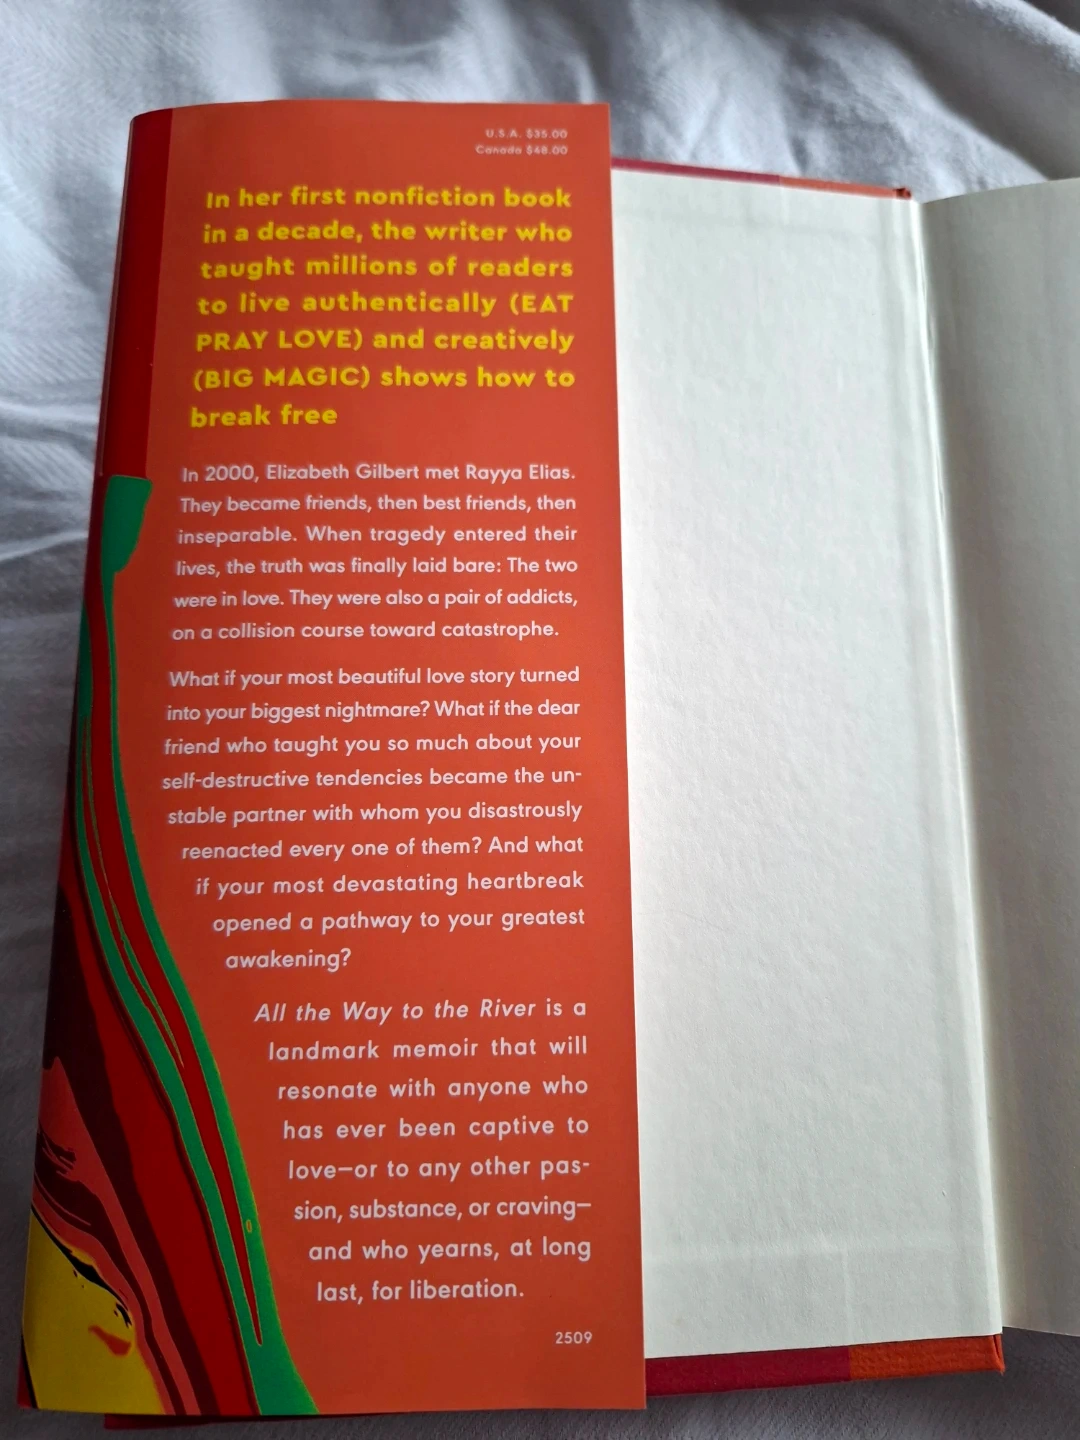 U.S.A. $35.00
Canada $48.00
In her first nonfiction book
in a decade, the writer who
taught millions of readers
to live authentically (EAT
PRAY LOVE) and creatively
(BIG MAGIC) shows how to
break free
In 2000, Elizabeth Gilbert met Rayya Elias.
They became friends, then best friends, then
inseparable. When tragedy entered their
lives, the truth was finally laid bare: The two
were in love. They were also a pair of addicts,
on a collision course toward catastrophe.
What if your most beautiful love story turned
into your biggest nightmare? What if the dear
friend who taught you so much about your
self-destructive tendencies became the un-
stable partner with whom you disastrously
reenacted every one of them? And what
if your most devastating heartbreak
opened a pathway to your greatest
awakening?
All the Way to the River is a
landmark memoir that will
resonate with anyone who
has ever been captive to
love—or to any other pas-
sion, substance, or craving—
and who yearns, at long
last, for liberation.
2509